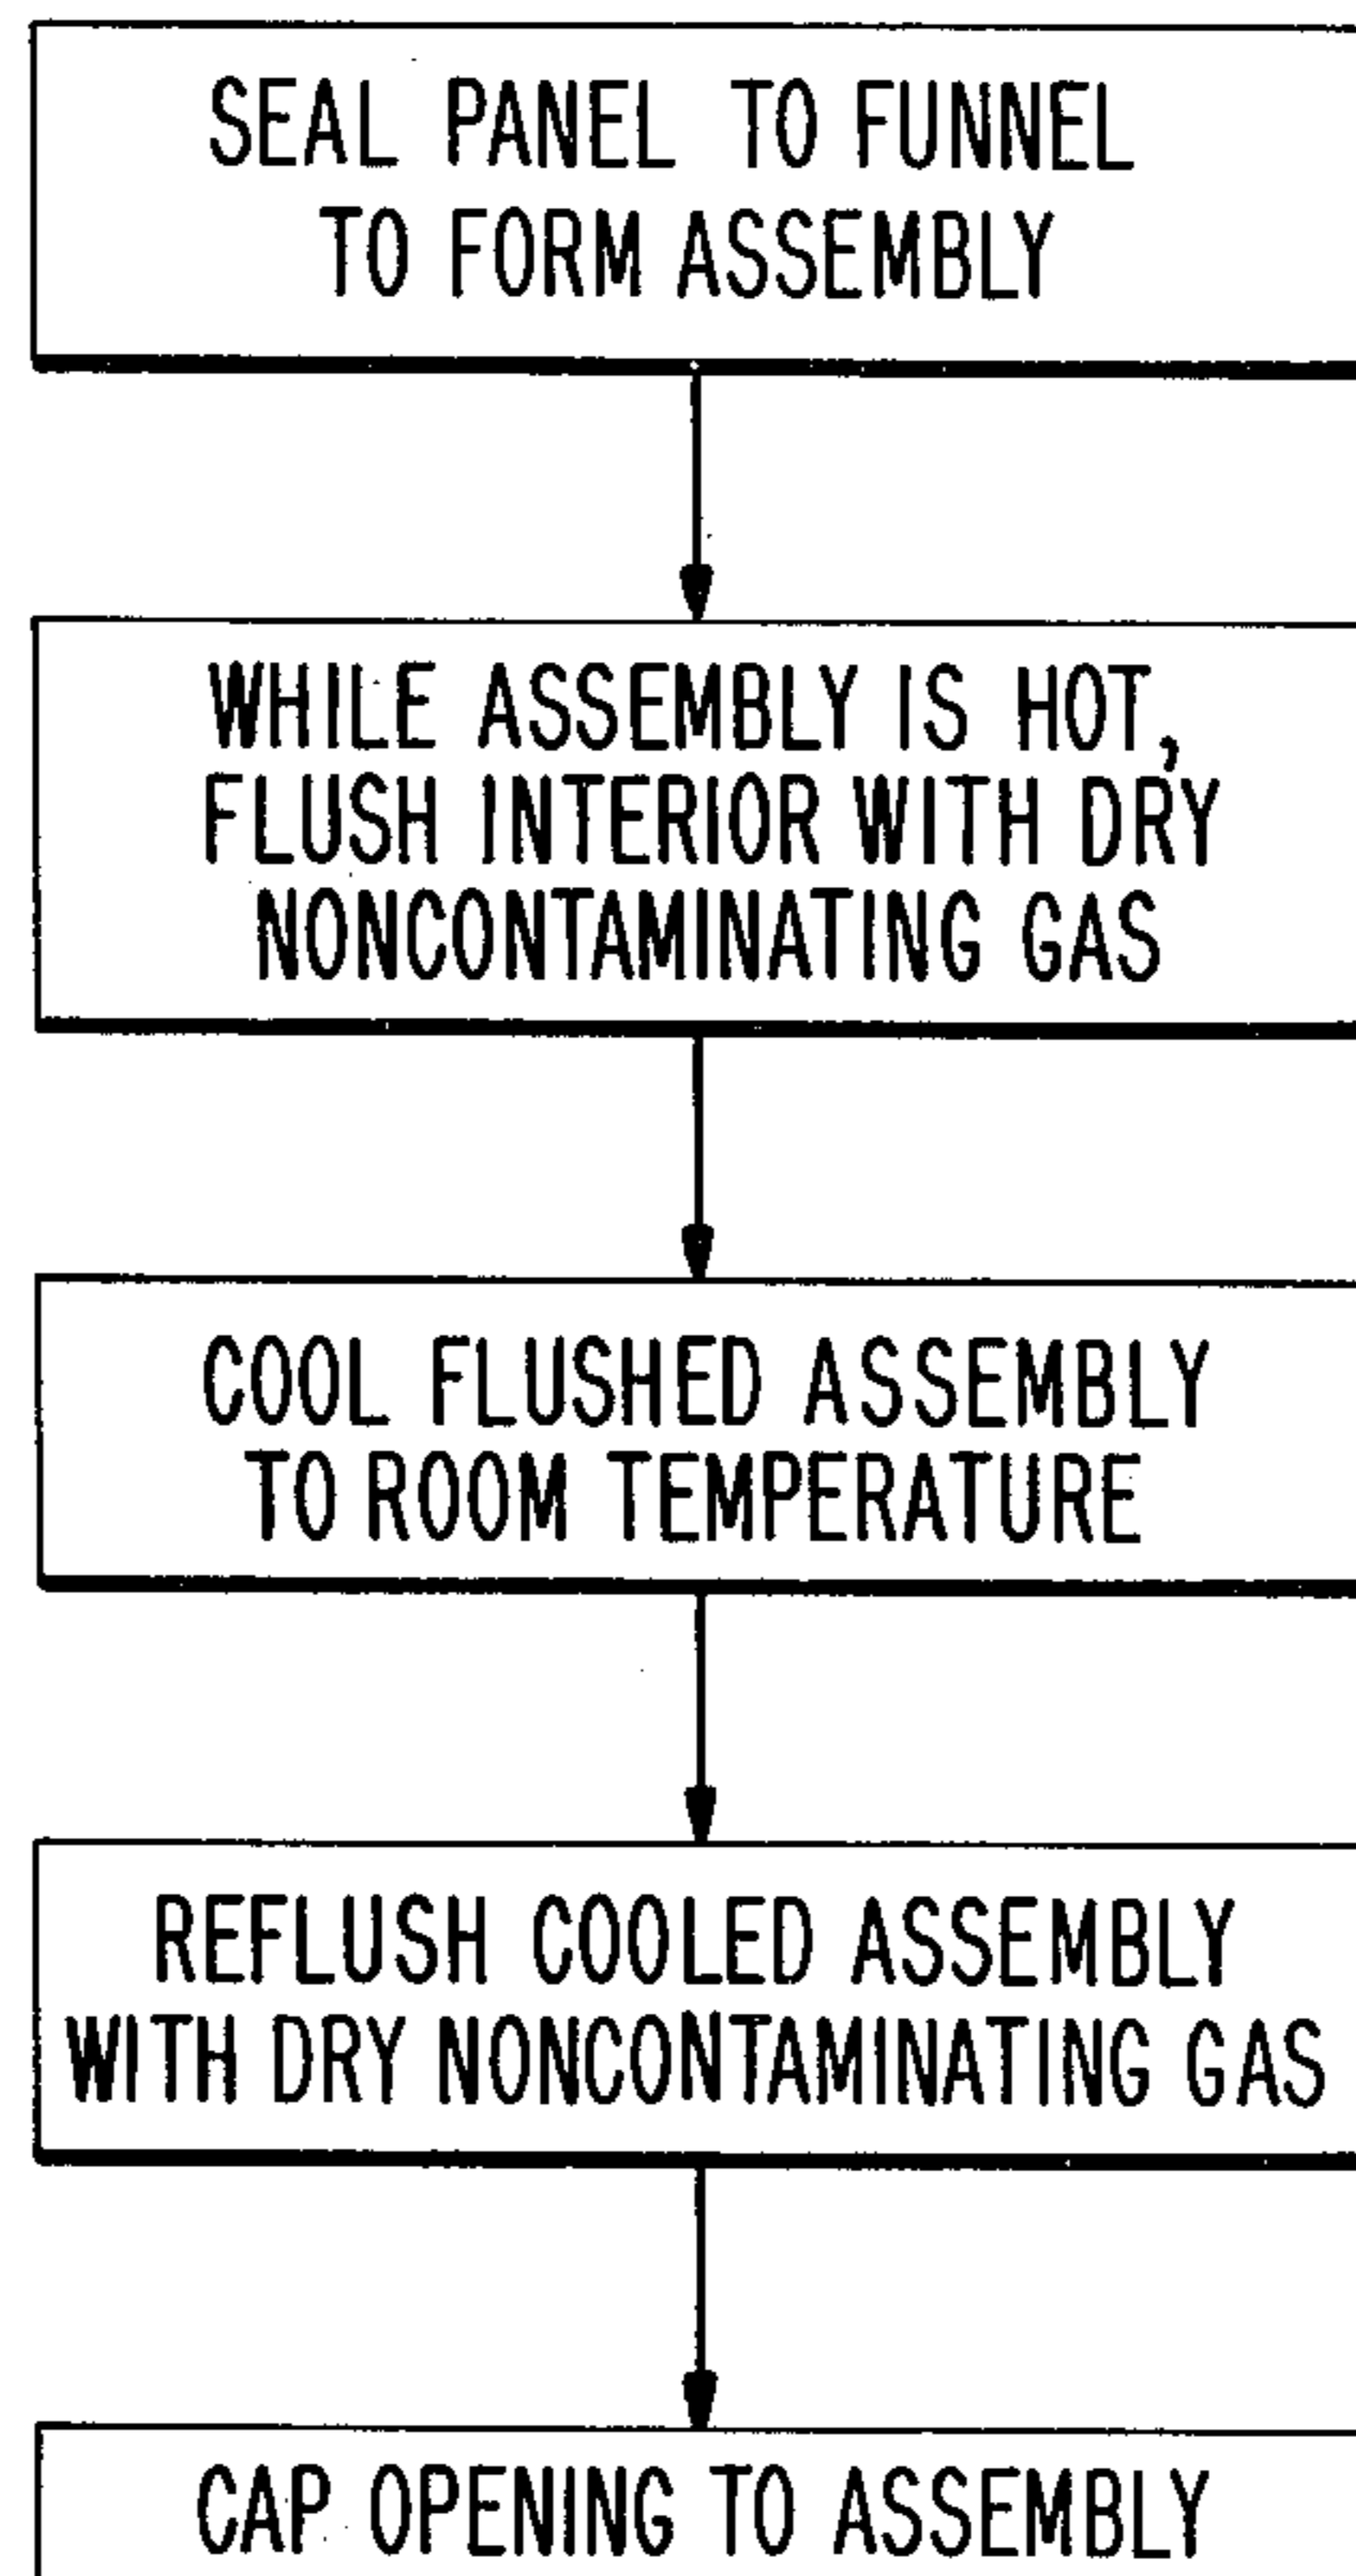 SEAL PANEL TO FUNNEL
TO FORM ASSEMBLY
WHILE ASSEMBLY IS HOT,
FLUSH INTERIOR WITH DRY
NONCONTAMINATING GAS
COOL FLUSHED ASSEMBLY
TO ROOM TEMPERATURE
REFLUSH COOLED ASSEMBLY
WITH DRY NONCONTAMINATING GAS
CAP OPENING TO ASSEMBLY